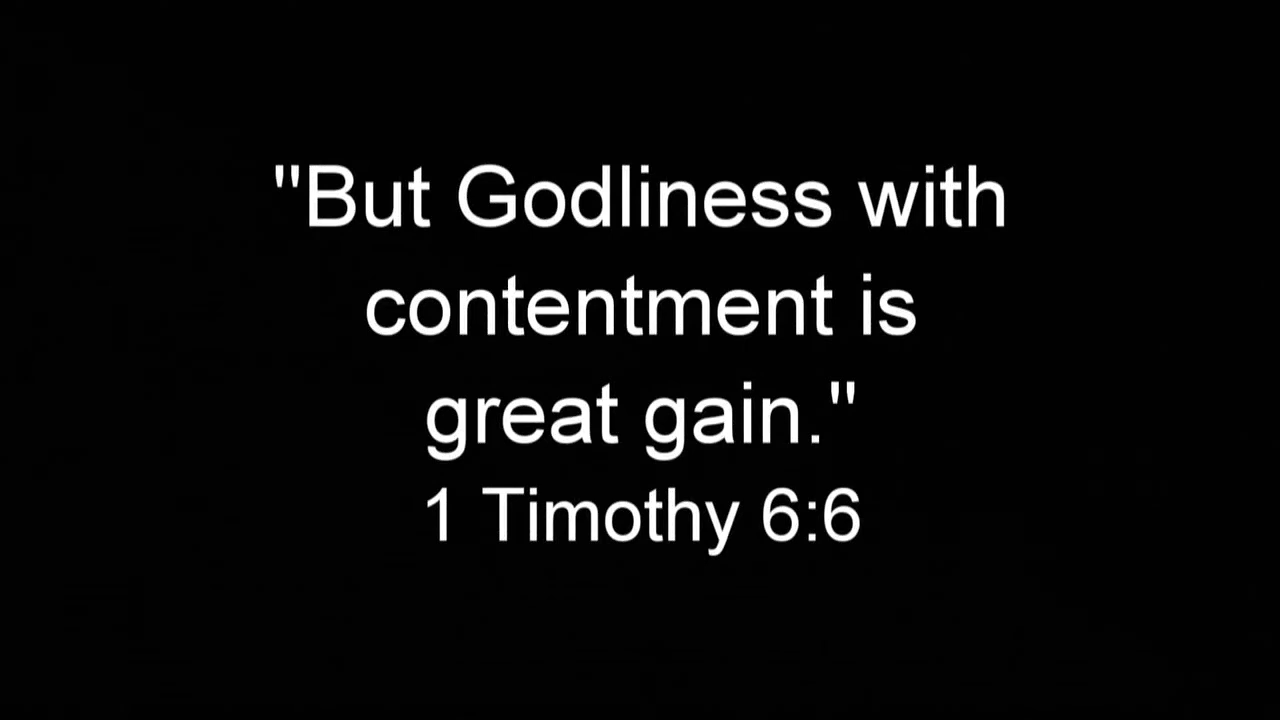 "But Godliness with
contentment is
great gain."
1 Timothy 6:6